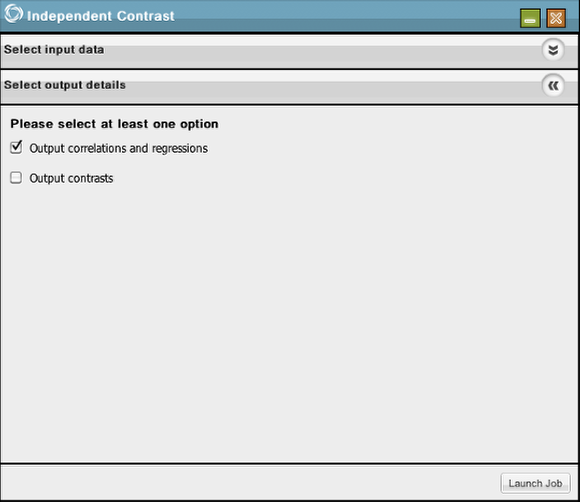 Independent Contrast
Select input data
Select output details
Please select at least one option
Output correlations and regressions
Output contrasts
Launch Job